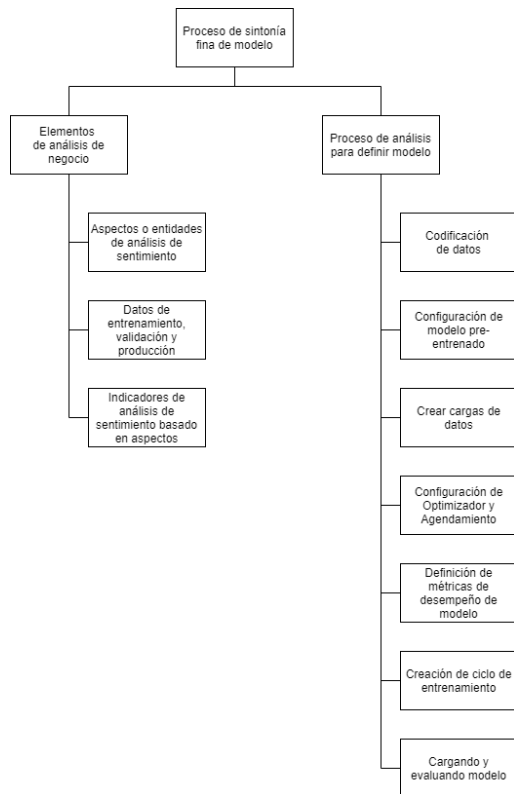 Proceso de sintonía
fina de modelo
Elementos
de análisis de
negocio
Aspectos o entidades
de análisis de
sentimiento
Datos de
entrenamiento,
validación y
producción
Indicadores de
análisis de
sentimiento basado
en aspectos
Proceso de análisis
para definir modelo
Codificación
de datos
Configuración de
modelo pre-
entrenado
Crear cargas de
datos
Configuración de
Optimizador y
Agendamiento
Definición de
métricas de
desempeño de
modelo
Creación de ciclo de
entrenamiento
Cargando y
evaluando modelo